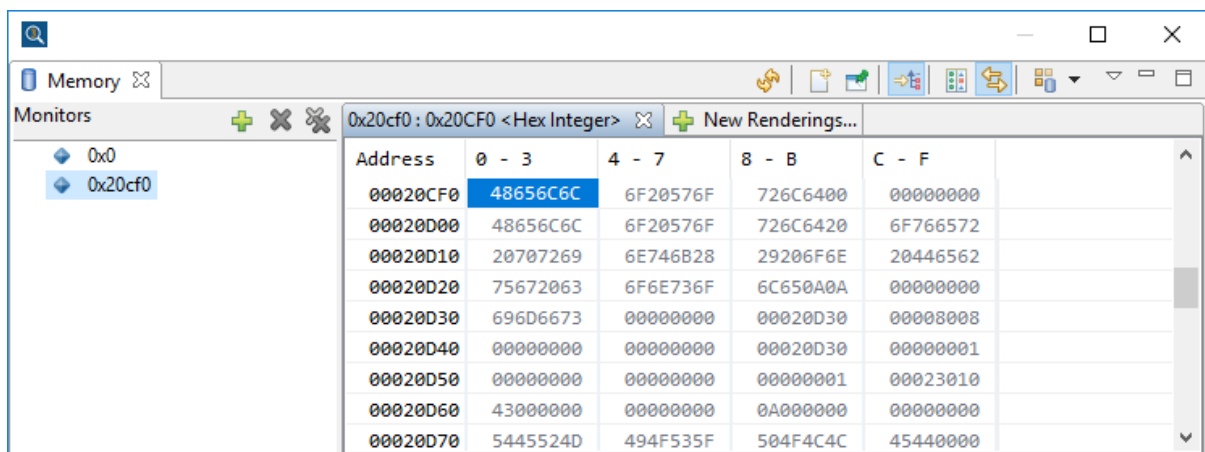 Memory
Monitors
0x0
0x20cf0
0x20cf0 : 0x20CF0 <Hex Integer> New Renderings...
Address 0 - 3 4 - 7 8 - B C - F
00020CF0 48656C6C 6F20576F 726C6400 00000000
00020D00 48656C6C 6F20576F 726C6420 6F766572
00020D10 20707269 6E746B28 29206F6E 20446562
00020D20 75672063 6F6E736F 6C650A0A 00000000
00020D30 696D6673 00000000 00020D30 00008008
00020D40 00000000 00000000 00020D30 00000001
00020D50 00000000 00000000 00000001 00023010
00020D60 43000000 00000000 0A000000 00000000
00020D70 5445524D 494F535F 504F4C4C 45440000